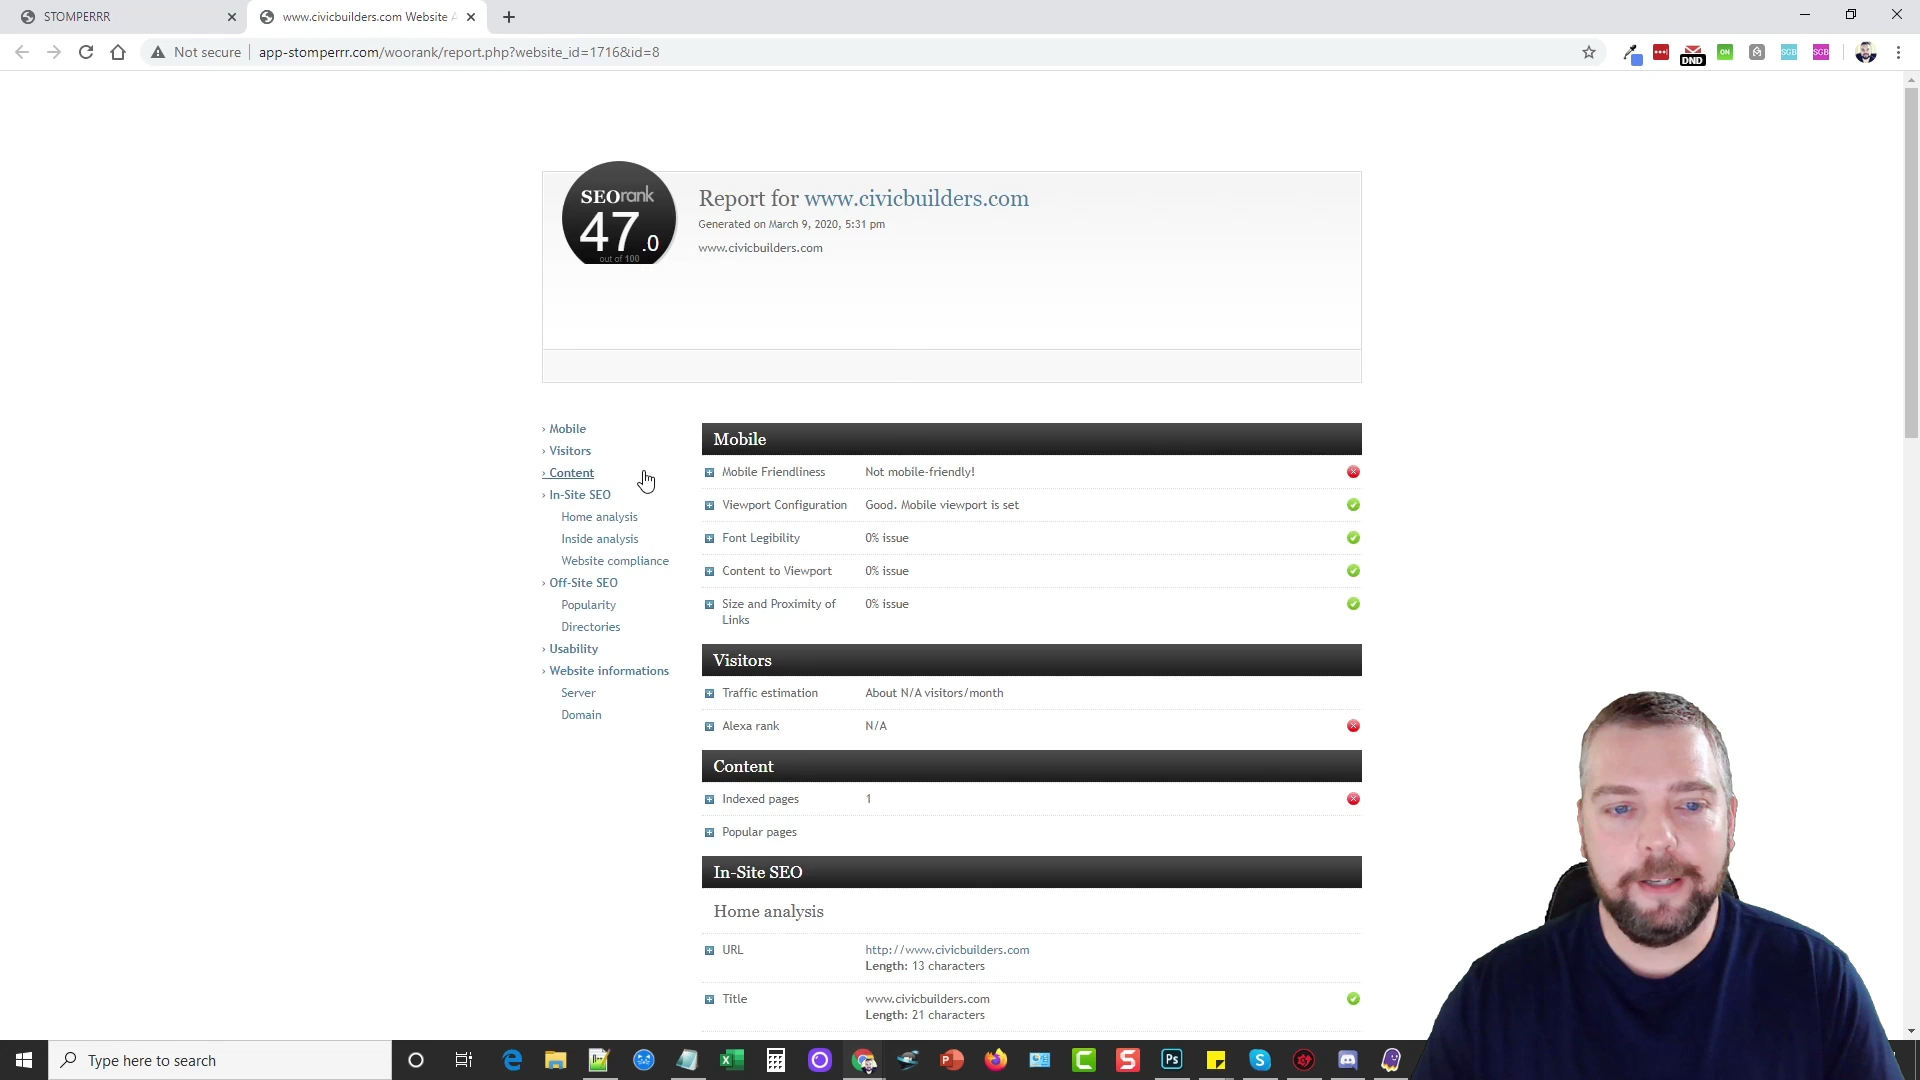 STOMPERRR
www.civicbuilders.com Website A
Not secure
app-stomperrr.com/woorank/report.php?website_id=1716&id=8
DND
ON
SGB
SGB
SEOrank
47.0
out of 100
Report for www.civicbuilders.com
Generated on March 9, 2020, 5:31 pm
www.civicbuilders.com
› Mobile
› Visitors
› Content
› In-Site SEO
Home analysis
Inside analysis
Website compliance
› Off-Site SEO
Popularity
Directories
› Usability
› Website informations
Server
Domain
Mobile
Mobile Friendliness Not mobile-friendly!
Viewport Configuration Good. Mobile viewport is set
Font Legibility 0% issue
Content to Viewport 0% issue
Size and Proximity of Links 0% issue
Visitors
Traffic estimation About N/A visitors/month
Alexa rank N/A
Content
Indexed pages 1
Popular pages
In-Site SEO
Home analysis
URL http://www.civicbuilders.com
Length: 13 characters
Title www.civicbuilders.com
Length: 21 characters
Type here to search
Ps